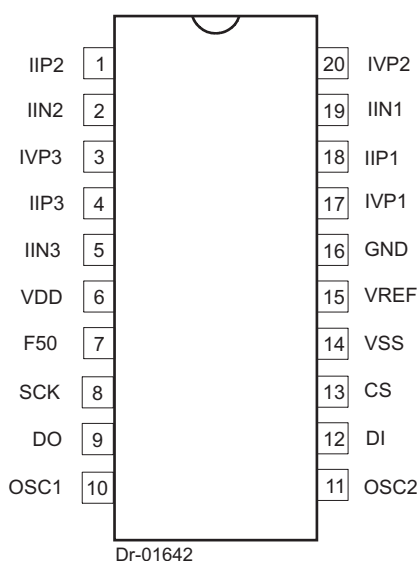 IIP2 1 20 IVP2
IIN2 2 19 IIN1
IVP3 3 18 IIP1
IIP3 4 17 IVP1
IIN3 5 16 GND
VDD 6 15 VREF
F50 7 14 VSS
SCK 8 13 CS
DO 9 12 DI
OSC1 10 11 OSC2
Dr-01642